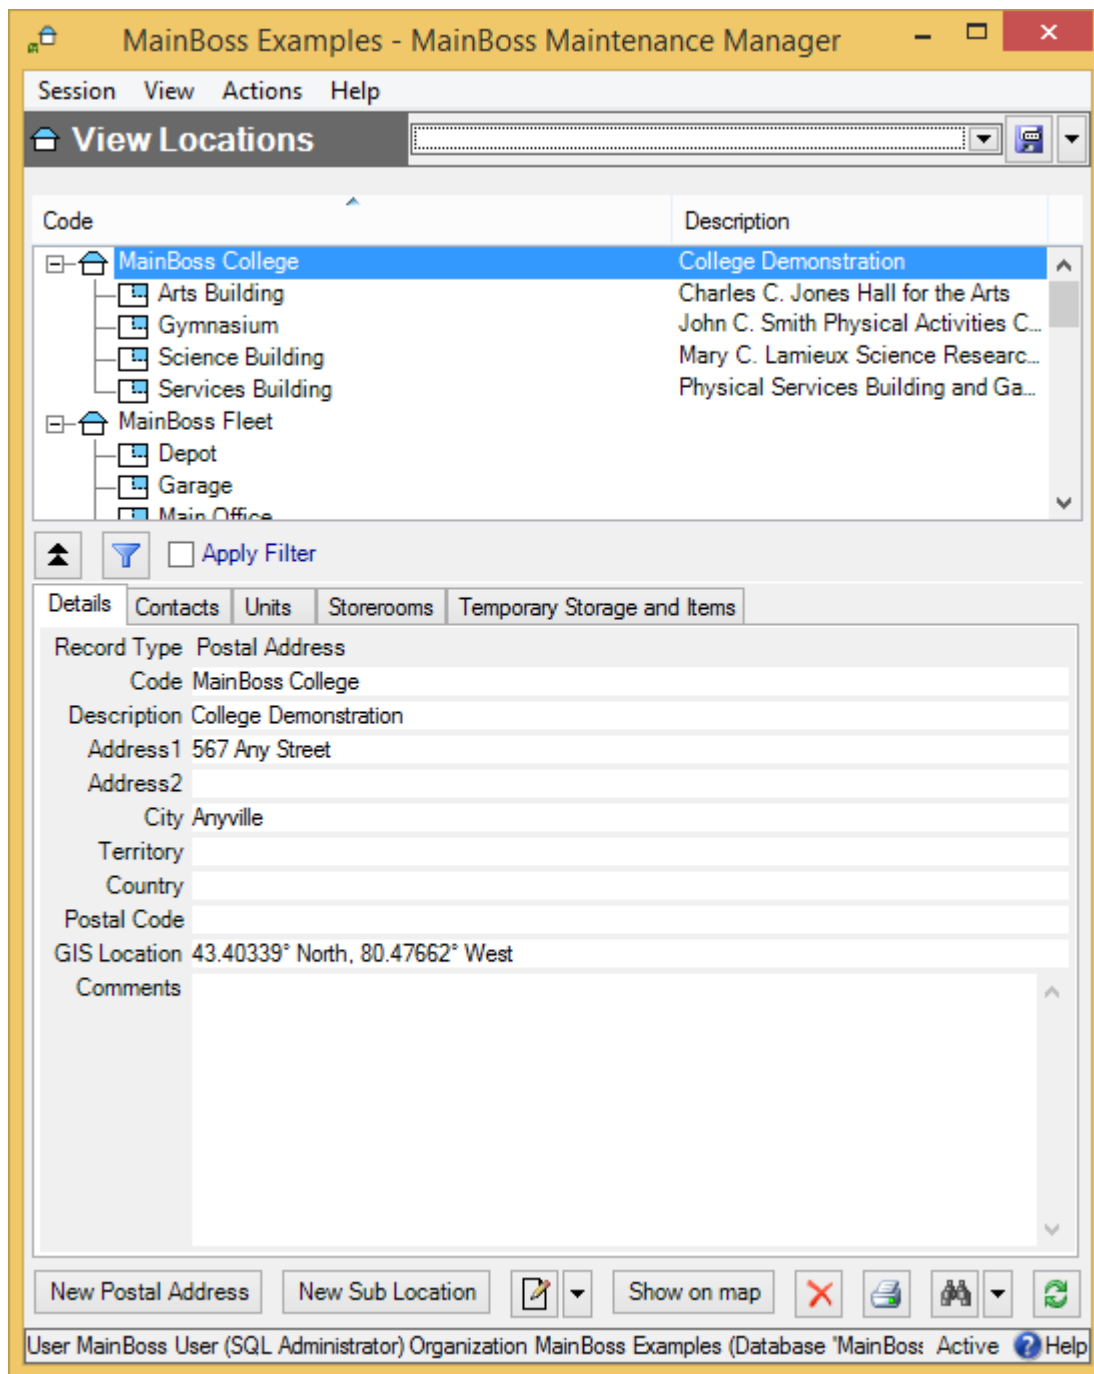 MainBoss Examples - MainBoss Maintenance Manager
Session View Actions Help
View Locations
Code Description
MainBoss College College Demonstration
Arts Building Charles C. Jones Hall for the Arts
Gymnasium John C. Smith Physical Activities C...
Science Building Mary C. Lamieux Science Researc...
Services Building Physical Services Building and Ga...
MainBoss Fleet
Depot
Garage
Main Office
Apply Filter
Details Contacts Units Storerooms Temporary Storage and Items
Record Type Postal Address
Code MainBoss College
Description College Demonstration
Address1 567 Any Street
Address2
City Anyville
Territory
Country
Postal Code
GIS Location 43.40339° North, 80.47662° West
Comments
New Postal Address New Sub Location Show on map
User MainBoss User (SQL Administrator) Organization MainBoss Examples (Database "MainBoss Active Help